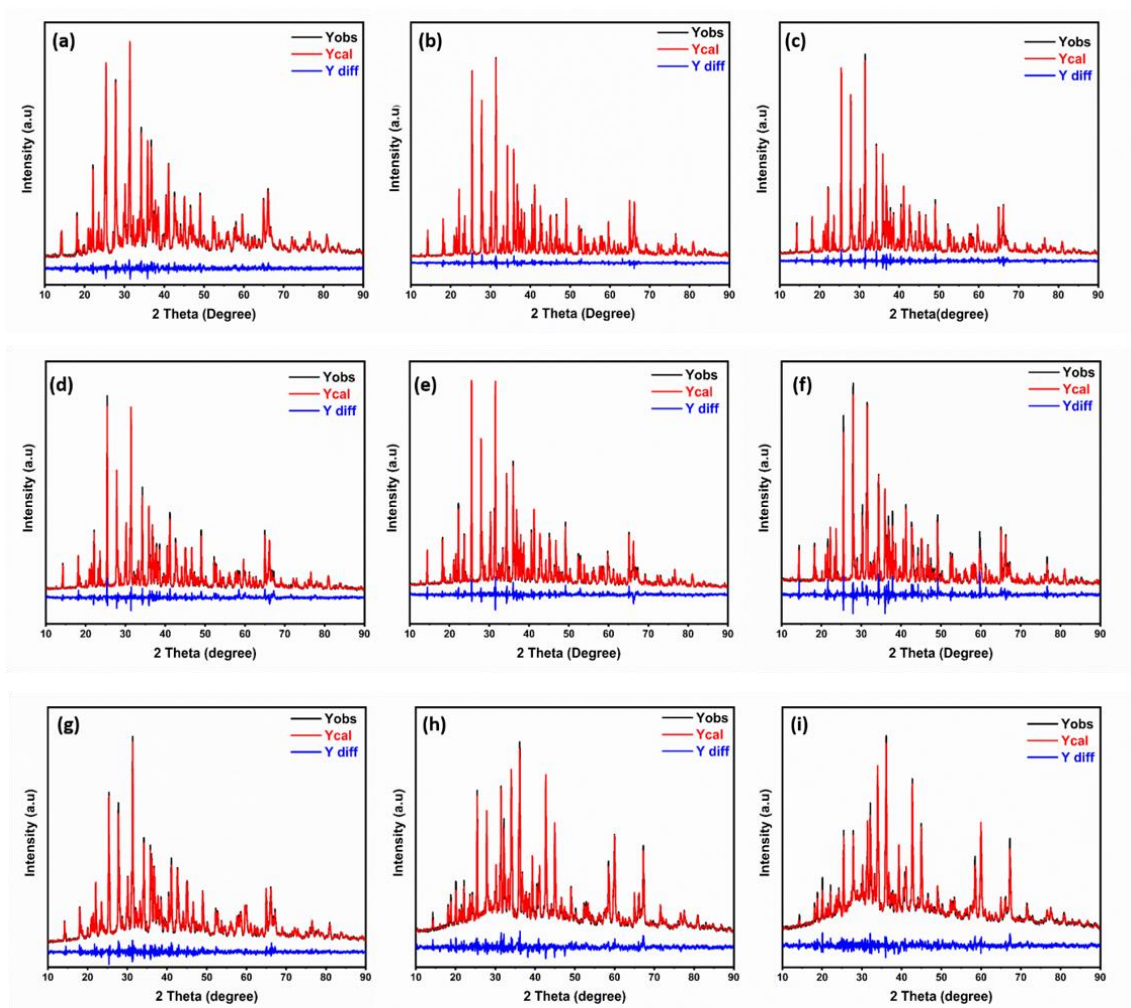 (a)
Yobs
Ycal
Y diff
Intensity (a.u)
10 20 30 40 50 60 70 80 90
2 Theta (Degree)
(b)
Yobs
Ycal
Y diff
Intensity (a.u)
10 20 30 40 50 60 70 80 90
2 Theta (Degree)
(c)
Yobs
Ycal
Y diff
Intensity (a.u)
10 20 30 40 50 60 70 80 90
2 Theta(degree)
(d)
Yobs
Ycal
Y diff
Intensity (a.u)
10 20 30 40 50 60 70 80 90
2 Theta (degree)
(e)
Yobs
Ycal
Y diff
Intensity (a.u)
10 20 30 40 50 60 70 80 90
2 Theta (degree)
(f)
Yobs
Ycal
Ydiff
Intensity (a.u)
10 20 30 40 50 60 70 80 90
2 Theta (Degree)
(g)
Yobs
Ycal
Y diff
Intensity (a.u)
10 20 30 40 50 60 70 80 90
2 Theta (degree)
(h)
Yobs
Ycal
Y diff
Intensity (a.u)
10 20 30 40 50 60 70 80 90
2 Theta (degree)
(i)
Yobs
Ycal
Y diff
Intensity (a.u)
10 20 30 40 50 60 70 80 90
2 Theta (degree)